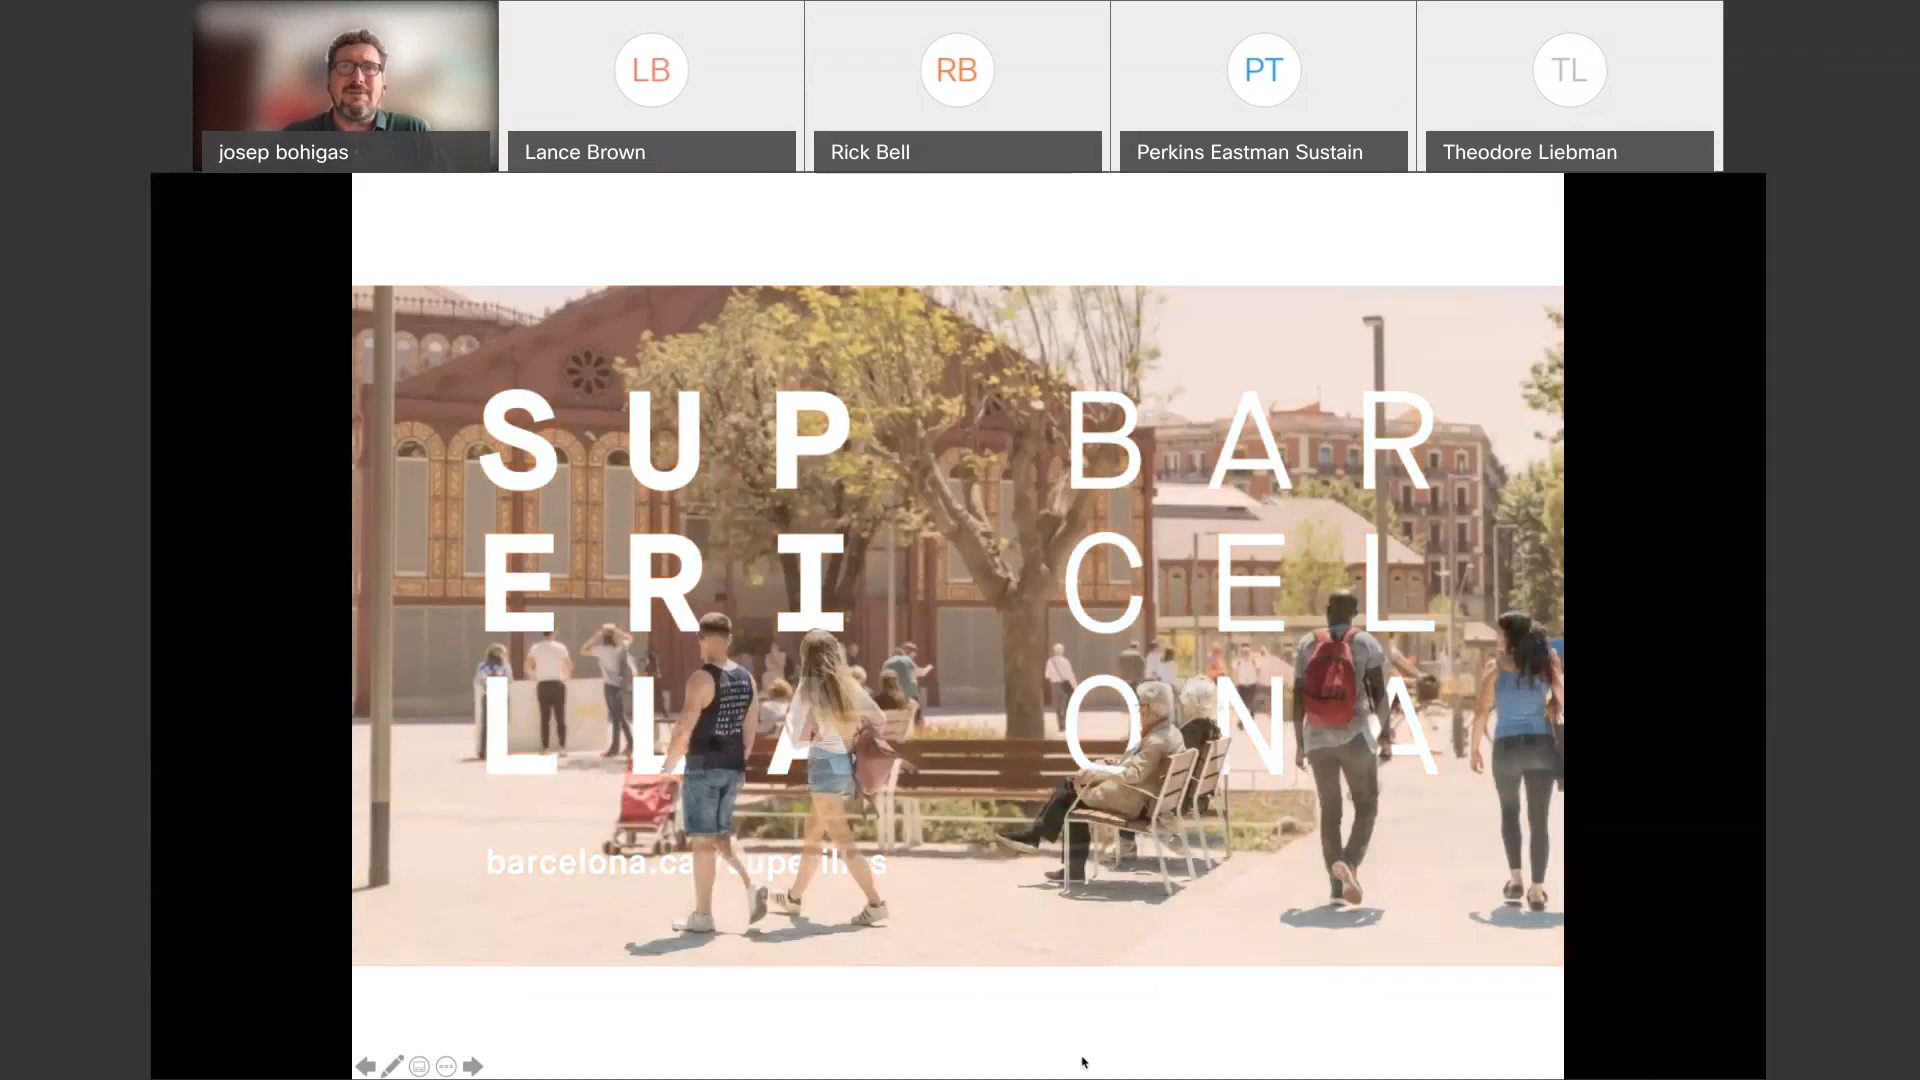 LB
RB
PT
TL
josep bohigas
Lance Brown
Rick Bell
Perkins Eastman Sustain
Theodore Liebman
SUP BAR
ERI CEL
LLA ONA